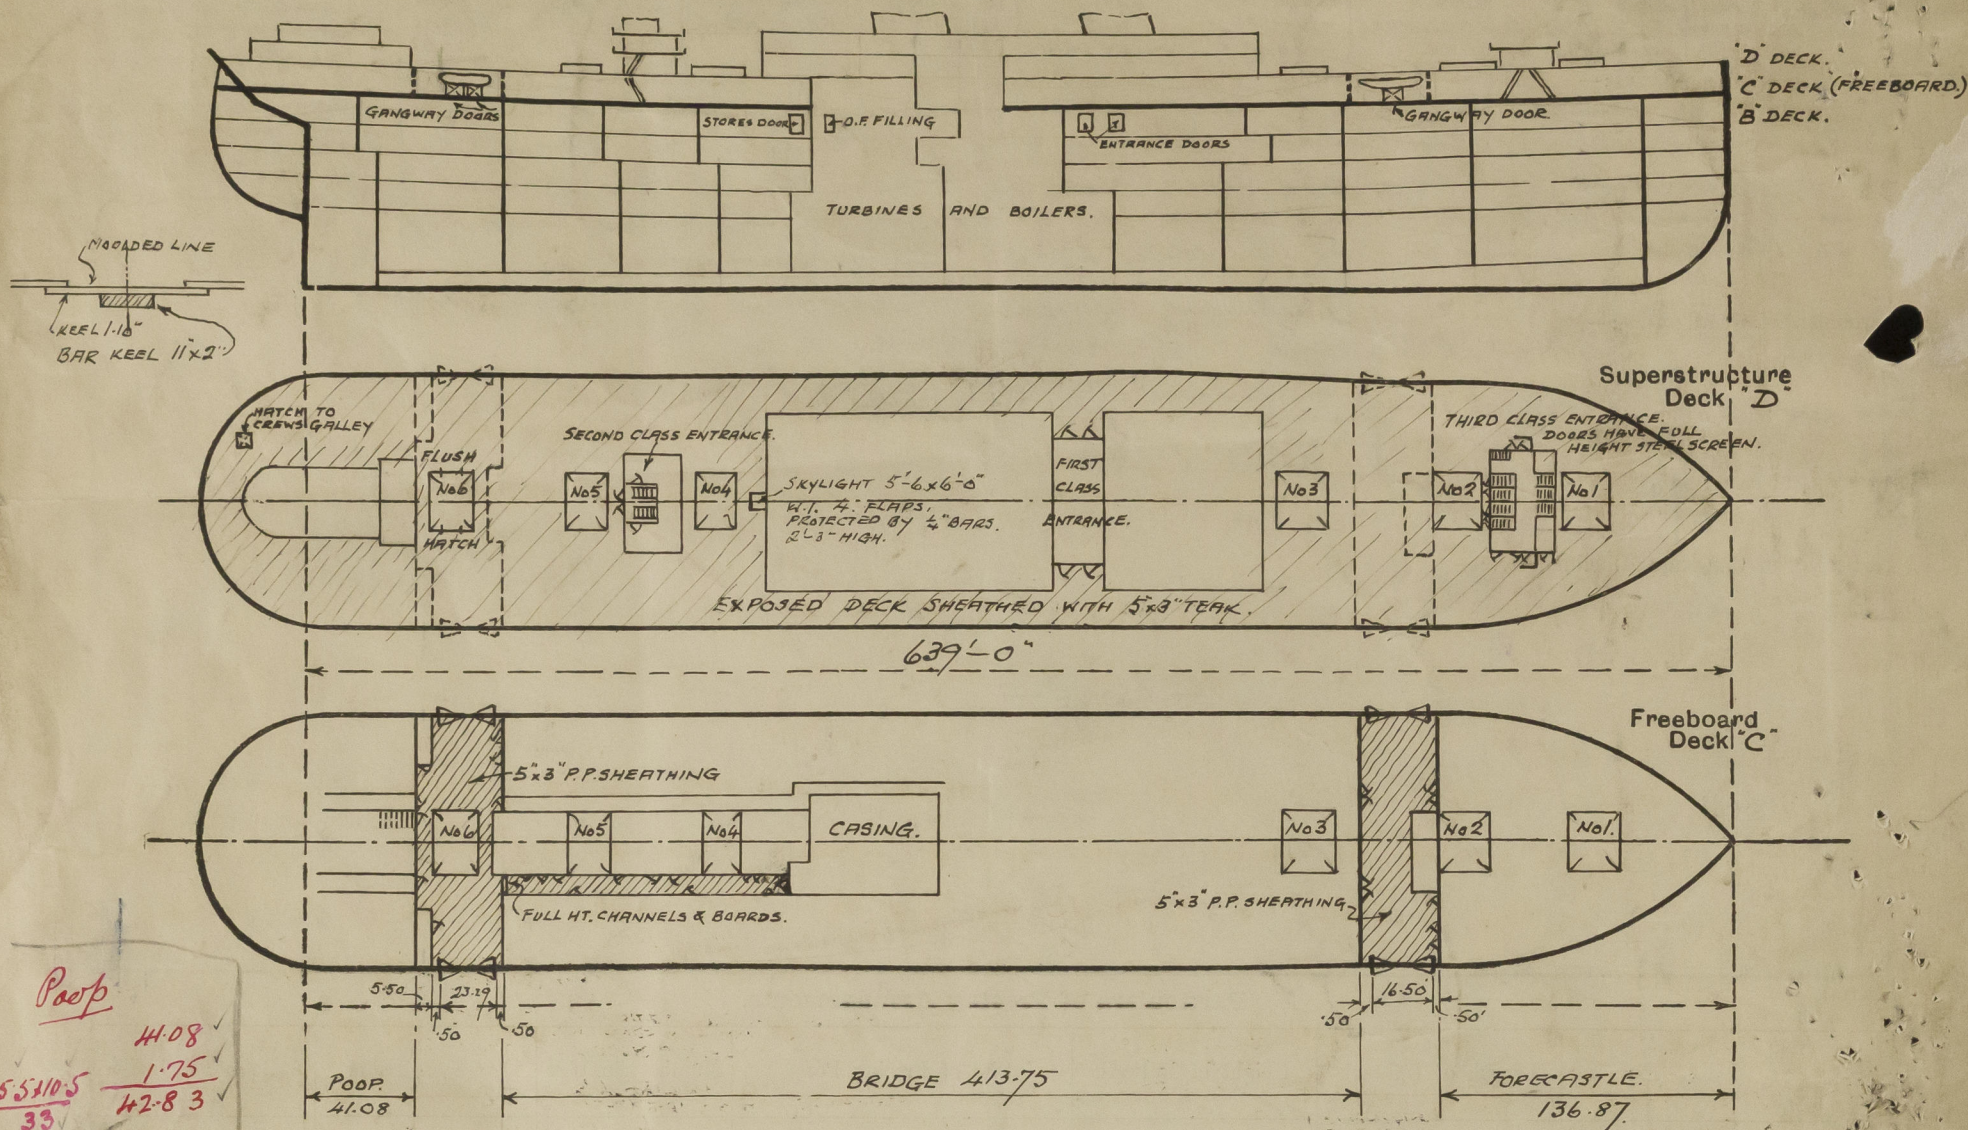 "D" DECK.
"C" DECK (FREEBOARD.)
"B" DECK.
GANGWAY DOORS
STORES DOOR
O.F. FILLING
ENTRANCE DOORS
GANGWAY DOOR.
TURBINES AND BOILERS.
MOULDED LINE
KEEL 1.10"
BAR KEEL 11"x2"
Superstructure
Deck "D"
HATCH TO
CREWS GALLEY
FLUSH
No6
HATCH
SECOND CLASS ENTRANCE.
No5
No4
SKYLIGHT 5'-6x6'-0"
W.I. 4. FLAPS,
PROTECTED BY ¼" BARS.
2'-3" HIGH.
FIRST
CLASS
ENTRANCE.
No3
THIRD CLASS ENTRANCE.
DOORS HAVE FULL
HEIGHT STEEL SCREEN.
No2
No1
EXPOSED DECK SHEATHED WITH 5"x3" TEAK.
639'-0"
Freeboard
Deck "C"
5"x3" P.P. SHEATHING
No6
No5
No4
CASING.
No3
No2
No1.
FULL HT. CHANNELS & BOARDS.
5"x3" P.P. SHEATHING
5.50
23.19
.50
.50
16.50
.50
.50'
POOP.
41.08
BRIDGE 413.75
FORECASTLE.
136.87.
Poop
41.08
1.75
42.83
5.5x10.5
33